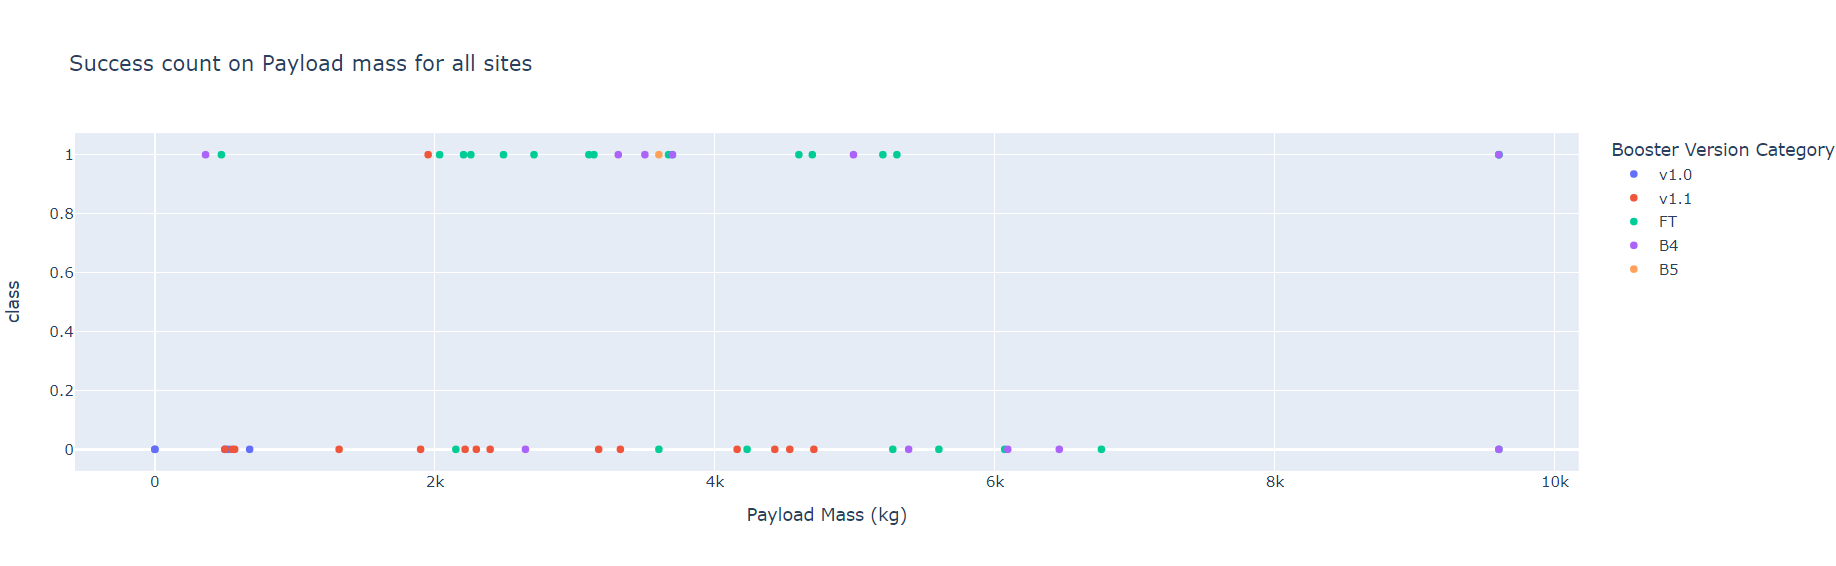 Success count on Payload mass for all sites
Booster Version Category
v1.0
v1.1
FT
B4
B5
class
1
0.8
0.6
0.4
0.2
0
0 2k 4k 6k 8k 10k
Payload Mass (kg)